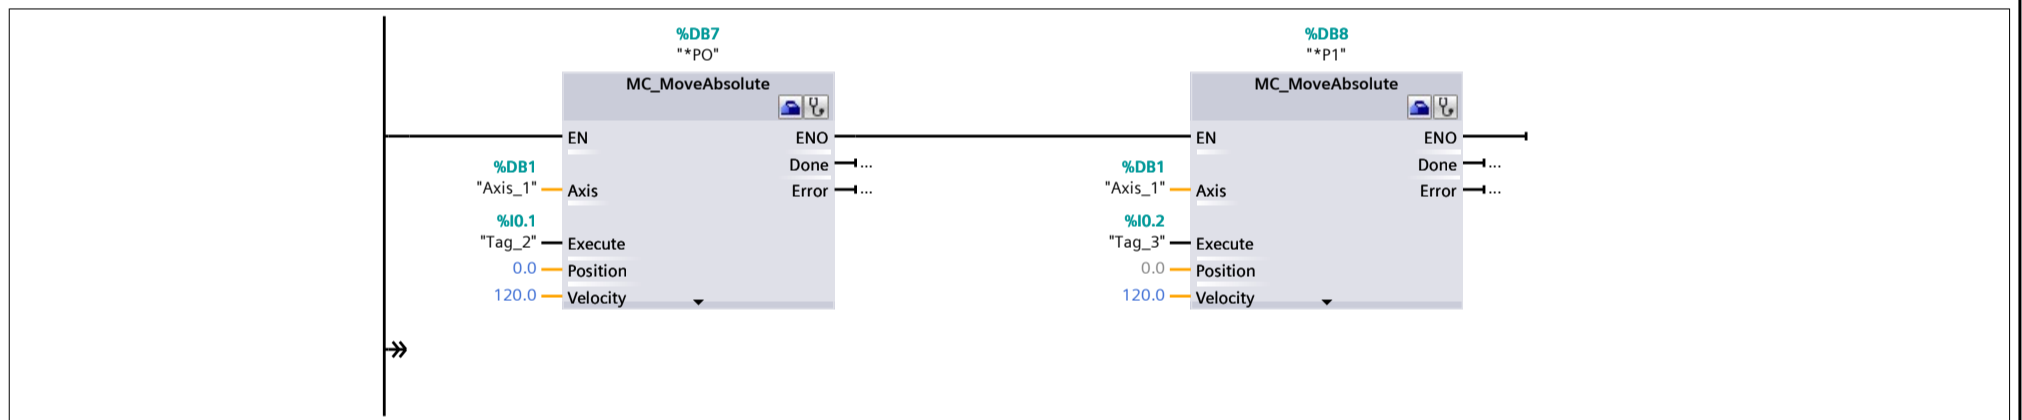 %DB7
"*PO"
MC_MoveAbsolute
EN
ENO
Done
...
%DB1
"Axis_1"
Axis
Error
...
%I0.1
"Tag_2"
Execute
0.0
Position
120.0
Velocity
%DB8
"*P1"
MC_MoveAbsolute
EN
ENO
Done
...
%DB1
"Axis_1"
Axis
Error
...
%I0.2
"Tag_3"
Execute
0.0
Position
120.0
Velocity